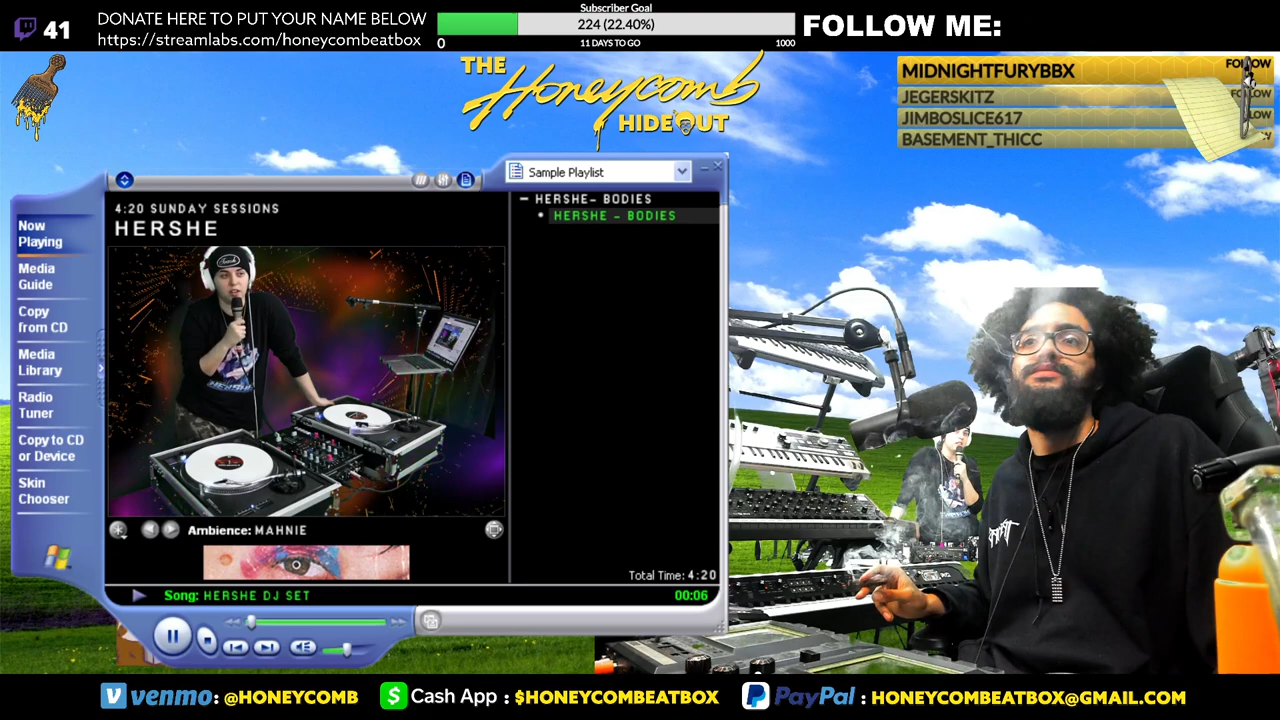 41
DONATE HERE TO PUT YOUR NAME BELOW
https://streamlabs.com/honeycombeatbox
Subscriber Goal
224 (22.40%)
0
11 DAYS TO GO
1000
FOLLOW ME:
THE
Honeycomb
HIDEOUT
MIDNIGHTFURYBBX
FOLLOW
JEGERSKITZ
JIMBOSLICE617
BASEMENT_THICC
Sample Playlist
4:20 SUNDAY SESSIONS
HERSHE
HERSHE- BODIES
HERSHE - BODIES
Now
Playing
Media
Guide
Copy
from CD
Media
Library
Radio
Tuner
Copy to CD
or Device
Skin
Chooser
Ambience: MAHNIE
Total Time: 4:20
Song: HERSHE DJ SET
00:06
venmo: @HONEYCOMB
Cash App : $HONEYCOMBEATBOX
PayPal : HONEYCOMBEATBOX@GMAIL.COM